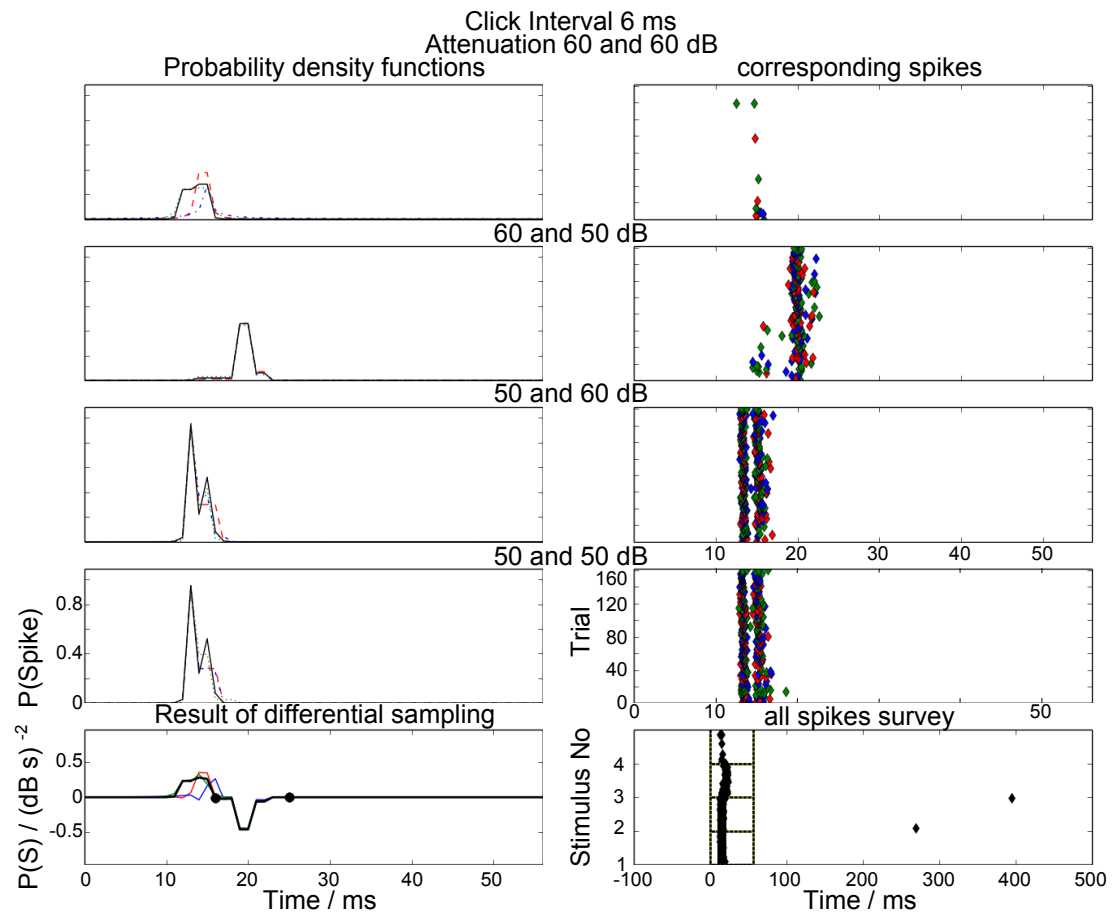 Click Interval 6 ms
Attenuation 60 and 60 dB
Probability density functions
corresponding spikes
60 and 50 dB
50 and 60 dB
10 20 30 40 50
50 and 50 dB
P(Spike)
0.8
0.4
0.0
Trial
160
120
80
40
0
0 10 20 30 40 50
Result of differential sampling
all spikes survey
P(S) / (dB s) -2
0.5
0
-0.5
0 10 20 30 40 50
Time / ms
Stimulus No
4
3
2
1
-100 0 100 200 300 400 500
Time / ms